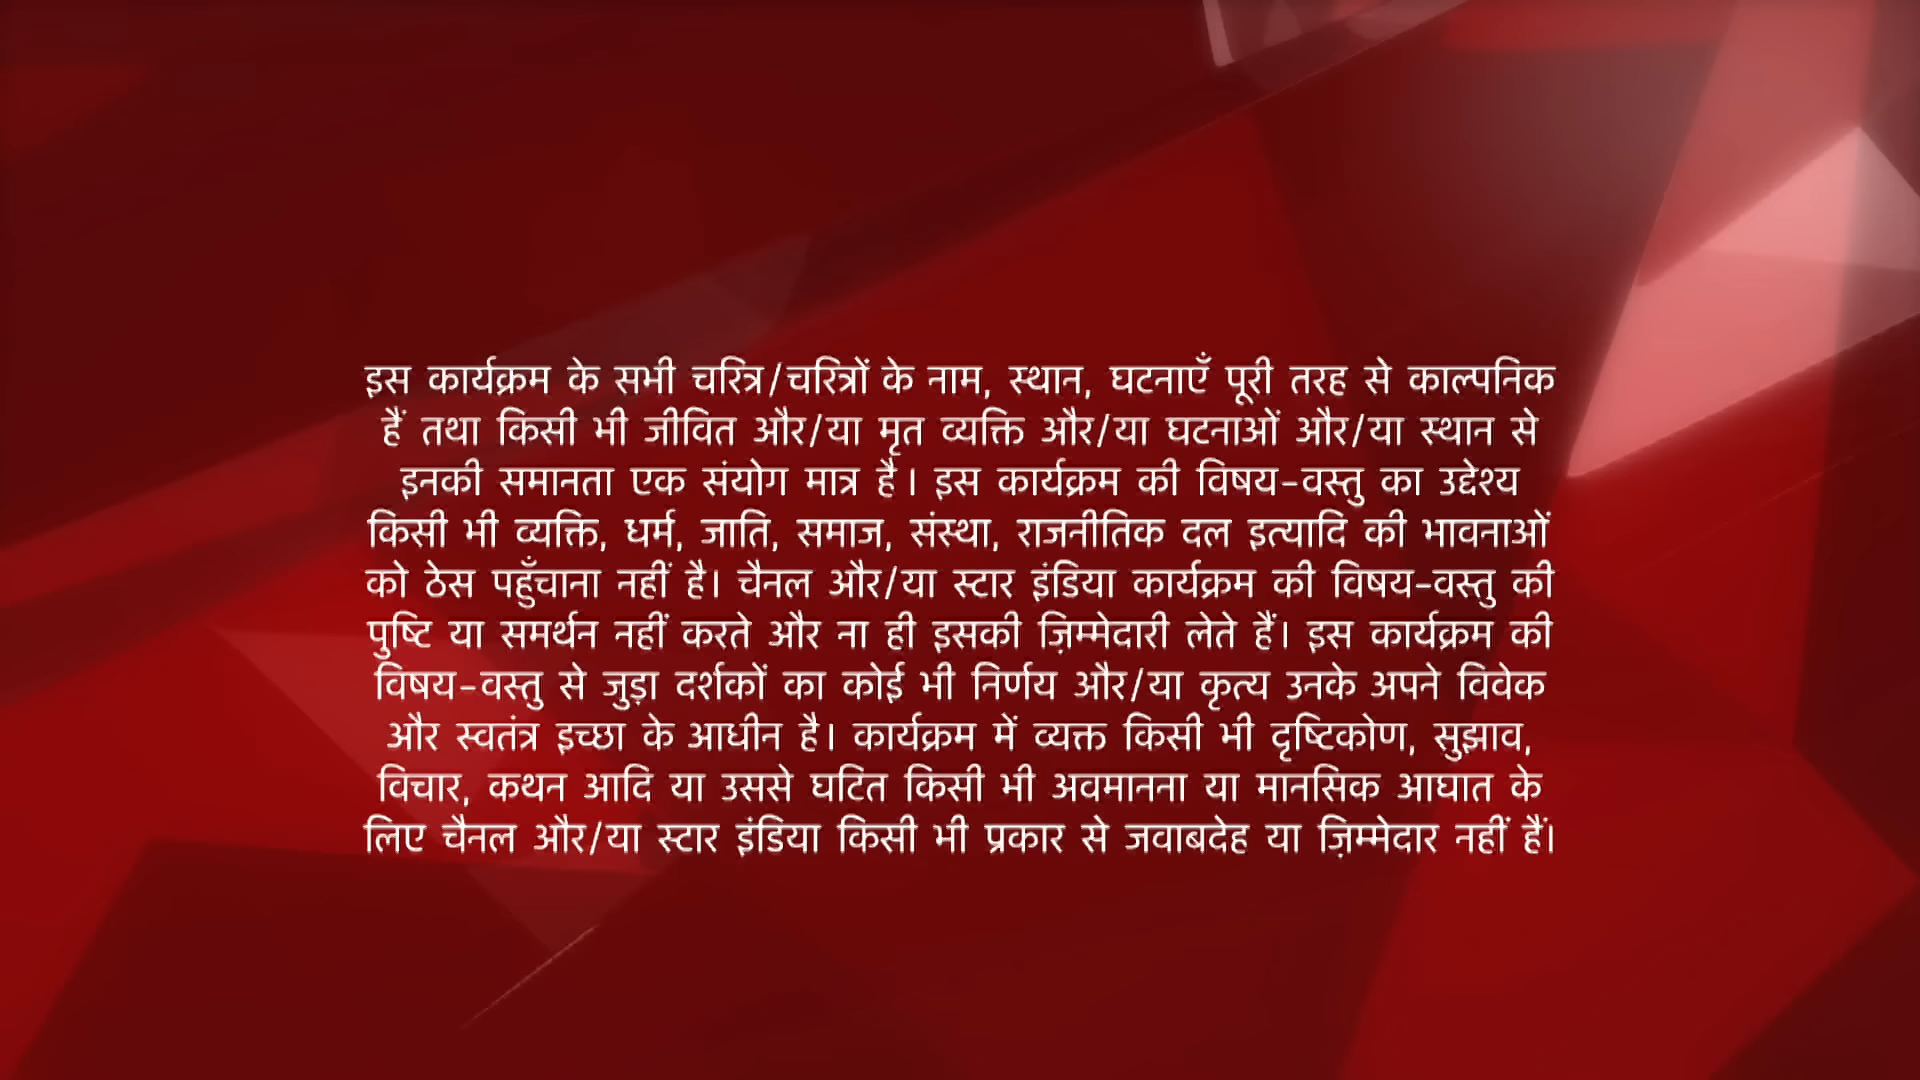 इस कार्यक्रम के सभी चरित्र/चरित्रों के नाम, स्थान, घटनाएँ पूरी तरह से काल्पनिक
हैं तथा किसी भी जीवित और/या मृत व्यक्ति और/या घटनाओं और/या स्थान से
इनकी समानता एक संयोग मात्र है। इस कार्यक्रम की विषय-वस्तु का उद्देश्य
किसी भी व्यक्ति, धर्म, जाति, समाज, संस्था, राजनीतिक दल इत्यादि की भावनाओं
को ठेस पहुँचाना नहीं है। चैनल और/या स्टार इंडिया कार्यक्रम की विषय-वस्तु की
पुष्टि या समर्थन नहीं करते और ना ही इसकी ज़िम्मेदारी लेते हैं। इस कार्यक्रम की
विषय-वस्तु से जुड़ा दर्शकों का कोई भी निर्णय और/या कृत्य उनके अपने विवेक
और स्वतंत्र इच्छा के आधीन है। कार्यक्रम में व्यक्त किसी भी दृष्टिकोण, सुझाव,
विचार, कथन आदि या उससे घटित किसी भी अवमानना या मानसिक आघात के
लिए चैनल और/या स्टार इंडिया किसी भी प्रकार से जवाबदेह या ज़िम्मेदार नहीं हैं।